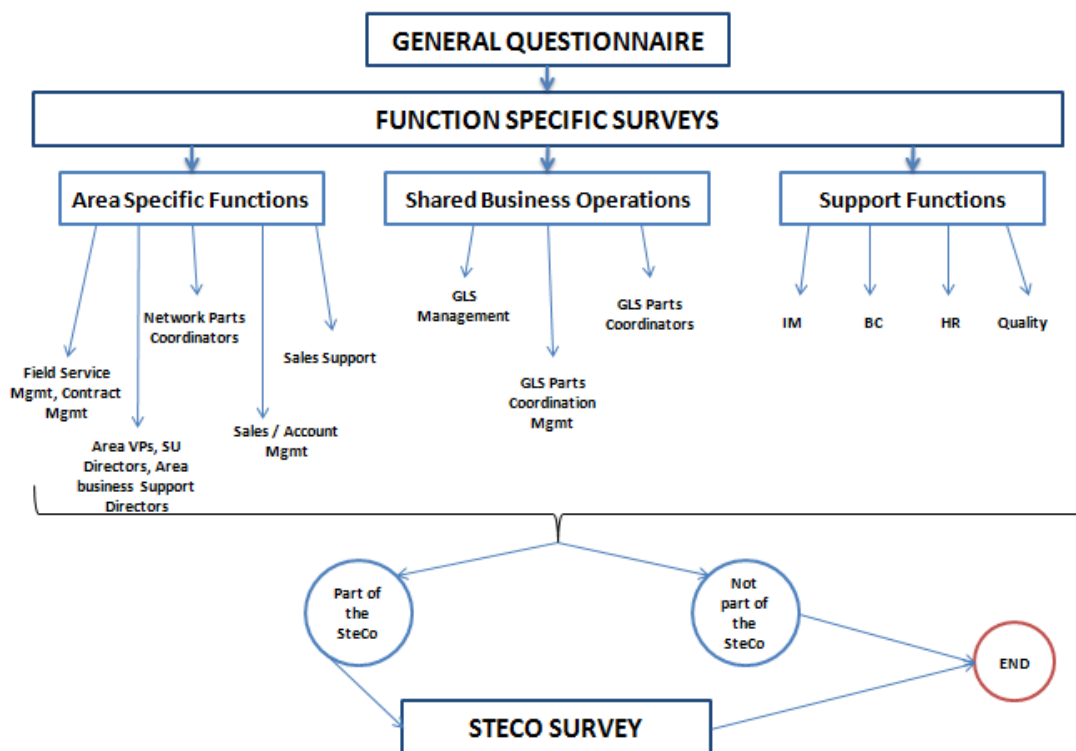 GENERAL QUESTIONNAIRE
FUNCTION SPECIFIC SURVEYS
Area Specific Functions
Shared Business Operations
Support Functions
Field Service
Mgmt, Contract
Mgmt
Area VPs, SU
Directors, Area
business Support
Directors
Network Parts
Coordinators
Sales / Account
Mgmt
Sales Support
GLS
Management
GLS Parts
Coordination
Mgmt
GLS Parts
Coordinators
IM
BC
HR
Quality
Part of
the
SteCo
Not
part of
the
SteCo
END
STECO SURVEY